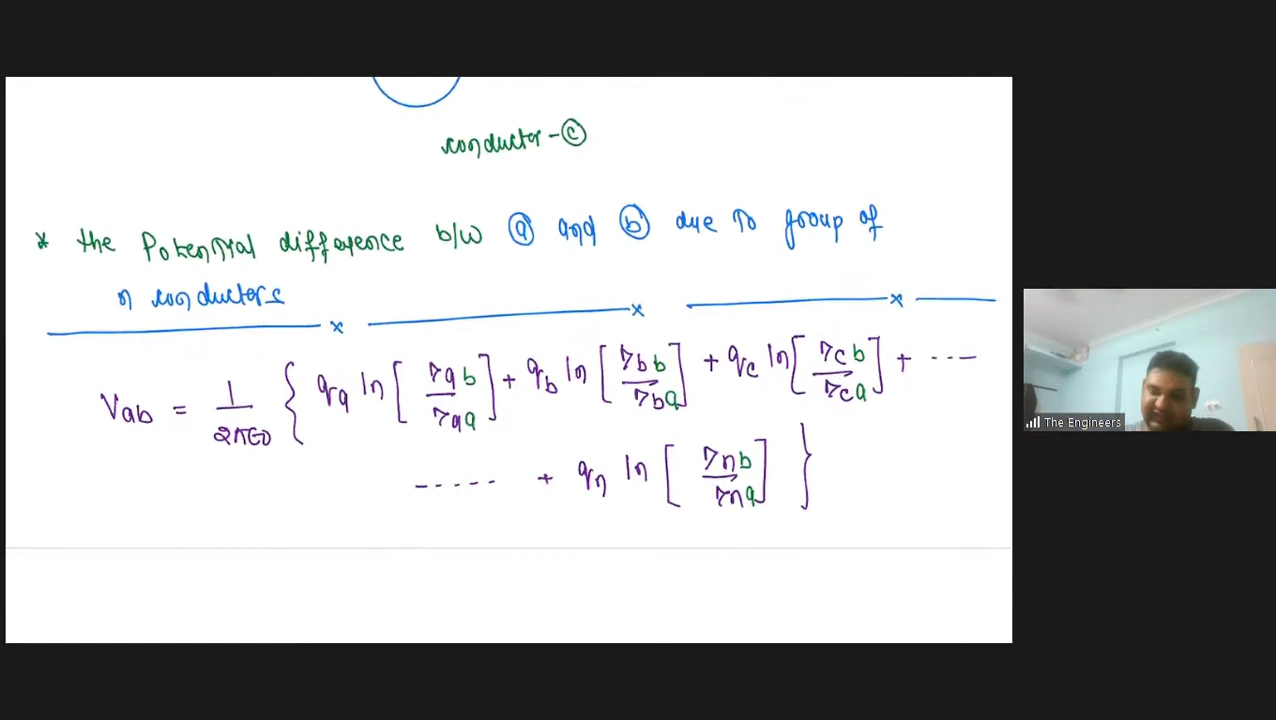 conductor-ⓒ
* the Potential difference b/w ⓐ and ⓑ due to group of
n conductors
Vab = 1/2πε0 { qa ln [ rab/raa ] + qb ln [ rbb/rba ] + qc ln [ rcb/rca ] + ---
----- + qn ln [ rnb/rna ] }
The Engineers